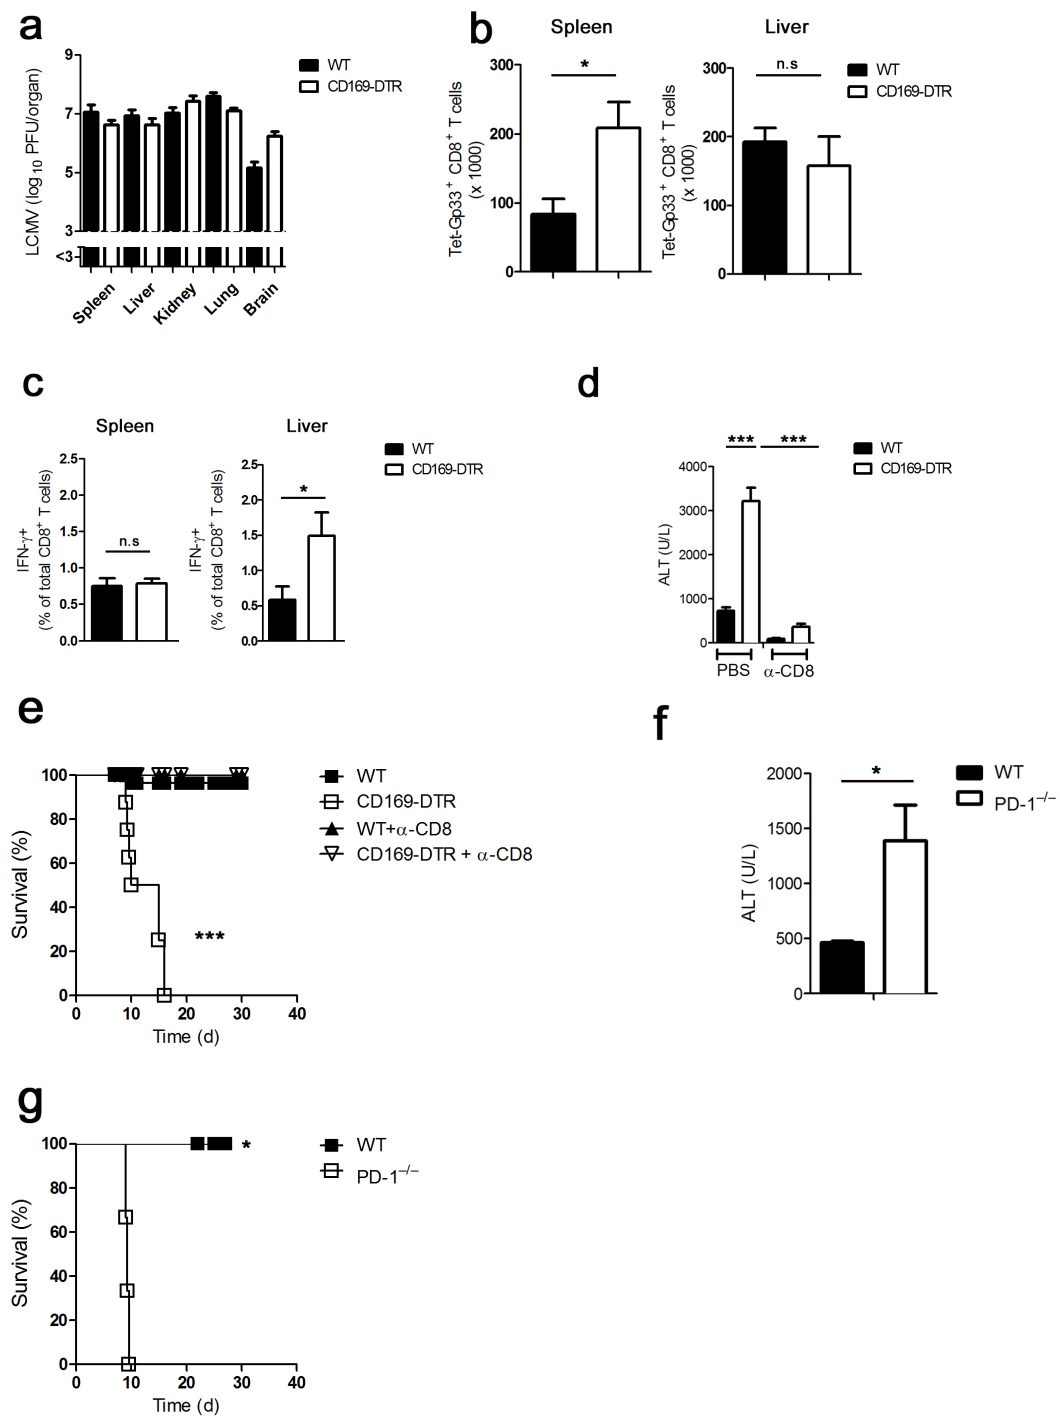 a
9
7
5
3
<3
LCMV (log 10 PFU/organ)
Spleen
Liver
Kidney
Lung
Brain
WT
CD169-DTR
b
Spleen
300
200
100
0
Tet-Gp33+ CD8+ T cells
(x 1000)
*
Liver
300
200
100
0
Tet-Gp33+ CD8+ T cells
(x 1000)
n.s
WT
CD169-DTR
c
Spleen
2.5
2.0
1.5
1.0
0.5
0.0
IFN-γ+
(% of total CD8+ T cells)
n.s
Liver
2.5
2.0
1.5
1.0
0.5
0.0
IFN-γ+
(% of total CD8+ T cells)
*
WT
CD169-DTR
d
*** ***
4000
3000
2000
1000
0
ALT (U/L)
PBS α-CD8
WT
CD169-DTR
e
100
80
60
40
20
0
Survival (%)
0 10 20 30 40
Time (d)
***
WT
CD169-DTR
WT+α-CD8
CD169-DTR + α-CD8
f
2000
1500
1000
500
0
ALT (U/L)
*
WT
PD-1−/−
g
100
80
60
40
20
0
Survival (%)
0 10 20 30 40
Time (d)
*
WT
PD-1−/−